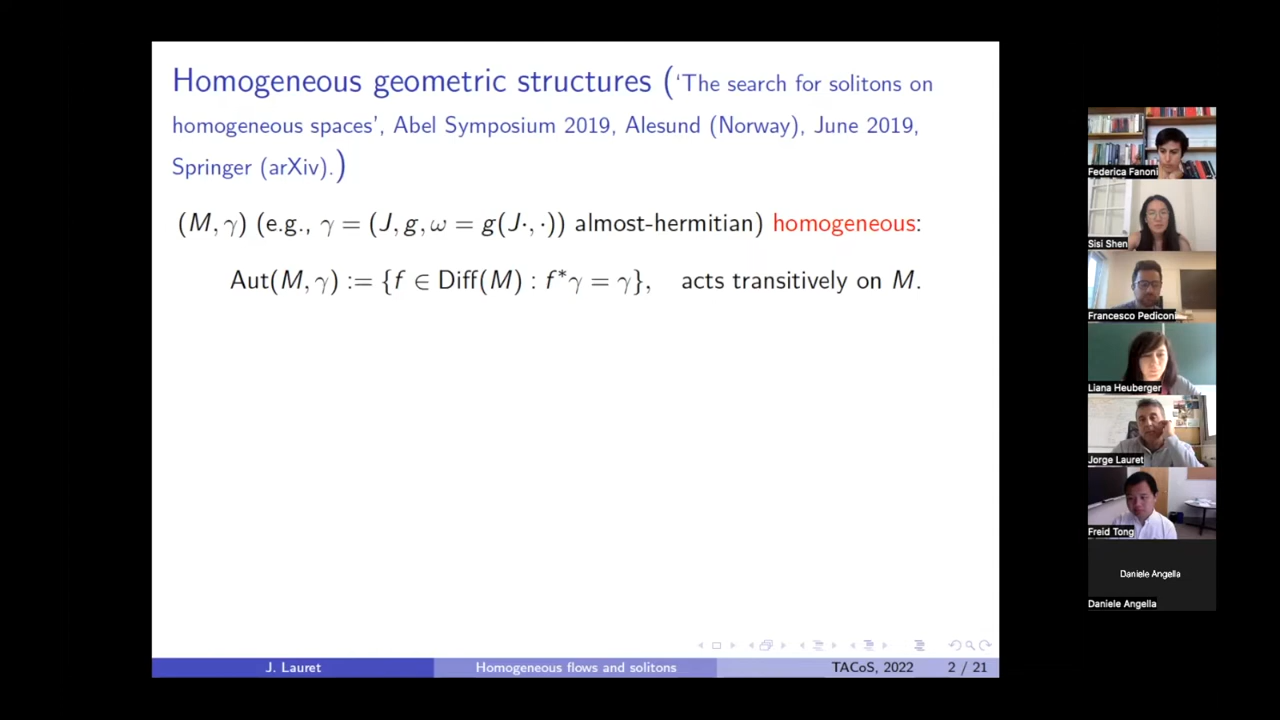 Homogeneous geometric structures (‘The search for solitons on
homogeneous spaces’, Abel Symposium 2019, Alesund (Norway), June 2019,
Springer (arXiv).)
(M, γ) (e.g., γ = (J, g, ω = g(J·, ·)) almost-hermitian) homogeneous:
Aut(M, γ) := {f ∈ Diff(M) : f*γ = γ}, acts transitively on M.
J. Lauret Homogeneous flows and solitons TACoS, 2022 2 / 21
Federica Fanoni
Sisi Shen
Francesco Pediconi
Liana Heuberger
Jorge Lauret
Freid Tong
Daniele Angella
Daniele Angella